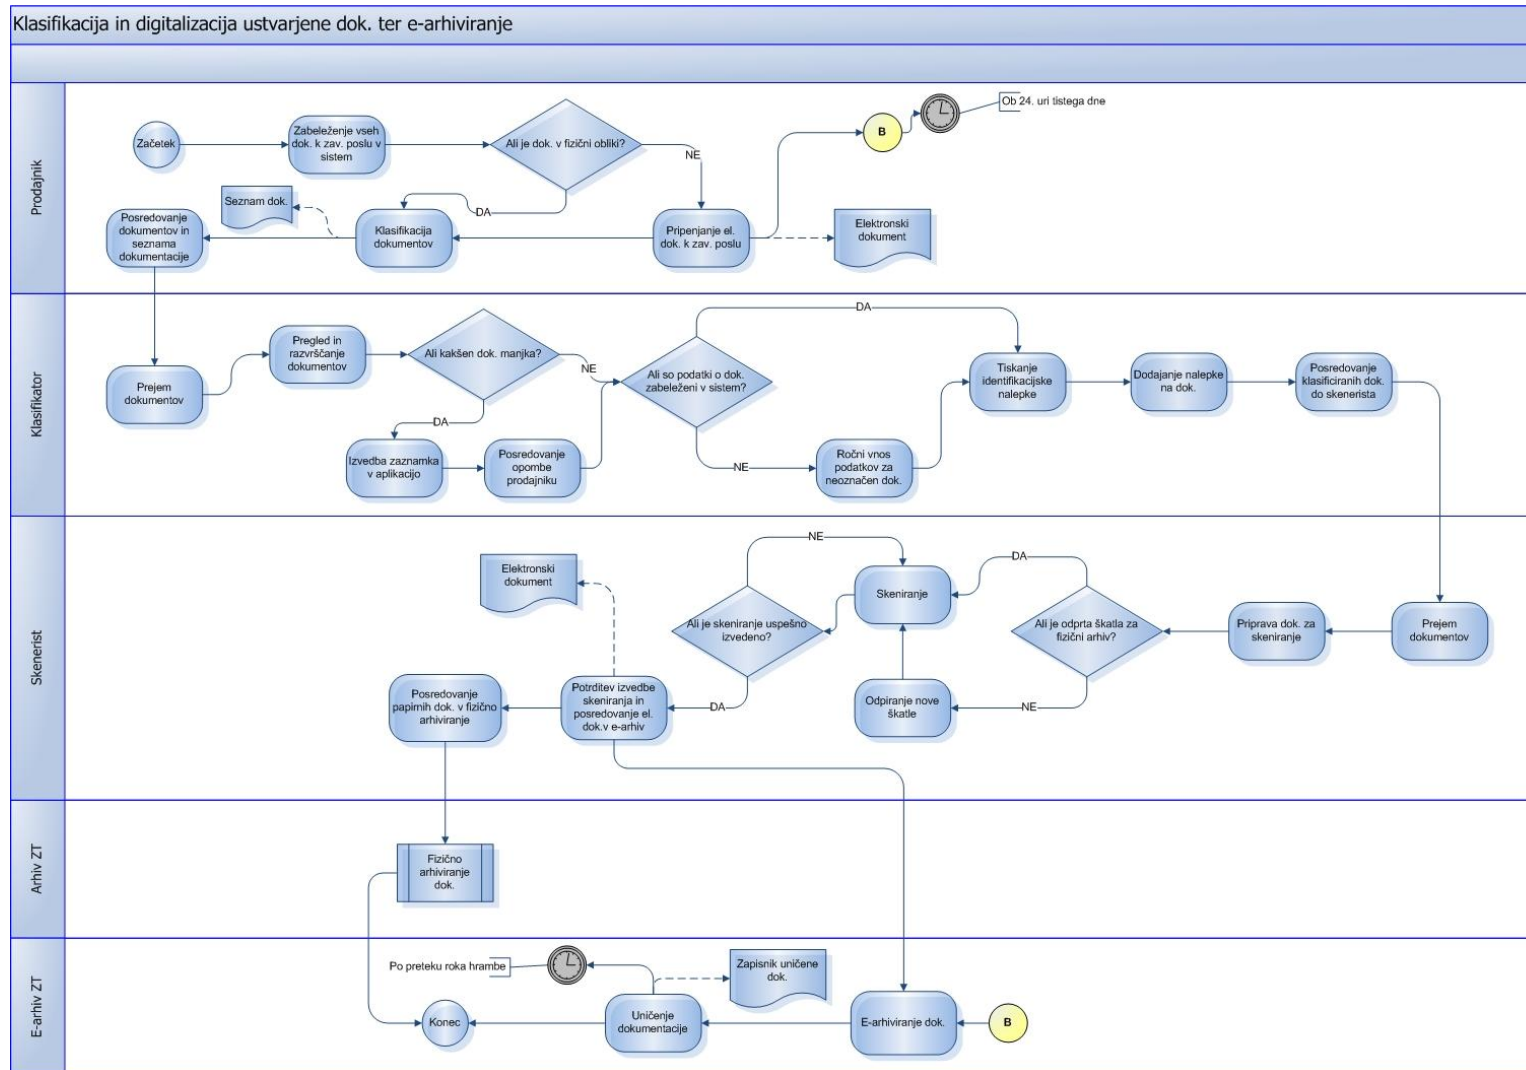 Klasifikacija in digitalizacija ustvarjene dok. ter e-arhiviranje
Prodajnik
Začetek
Zabeleženje vseh
dok. k zav. poslu v
sistem
Ali je dok. v fizični obliki?
NE
DA
B
Ob 24. uri tistega dne
Seznam dok.
Posredovanje
dokumentov in
seznama
dokumentacije
Klasifikacija
dokumentov
Pripenjanje el.
dok. k zav. poslu
Elektronski
dokument
Klasifikator
Prejem
dokumentov
Pregled in
razvrščanje
dokumentov
Ali kakšen dok. manjka?
NE
DA
Izvedba zaznamka
v aplikacijo
Posredovanje
opombe
prodajniku
Ali so podatki o dok.
zabeleženi v sistemu?
DA
NE
Ročni vnos
podatkov za
neoznačen dok.
Tiskanje
identifikacijske
nalepke
Dodajanje nalepke
na dok.
Posredovanje
klasificiranih dok.
do skenerista
Skenerist
Prejem
dokumentov
Priprava dok. za
skeniranje
Ali je odprta škatla za
fizični arhiv?
DA
NE
Odpiranje nove
škatle
Skeniranje
Ali je skeniranje uspešno
izvedeno?
NE
DA
Elektronski
dokument
Potrditev izvedbe
skeniranja in
posredovanje el.
dok.v e-arhiv
Posredovanje
papirnih dok. v fizično
arhiviranje
Arhiv ZT
Fizično
arhiviranje
dok.
E-arhiv ZT
Po preteku roka hrambe
Zapisnik uničene
dok.
Konec
Uničenje
dokumentacije
E-arhiviranje dok.
B